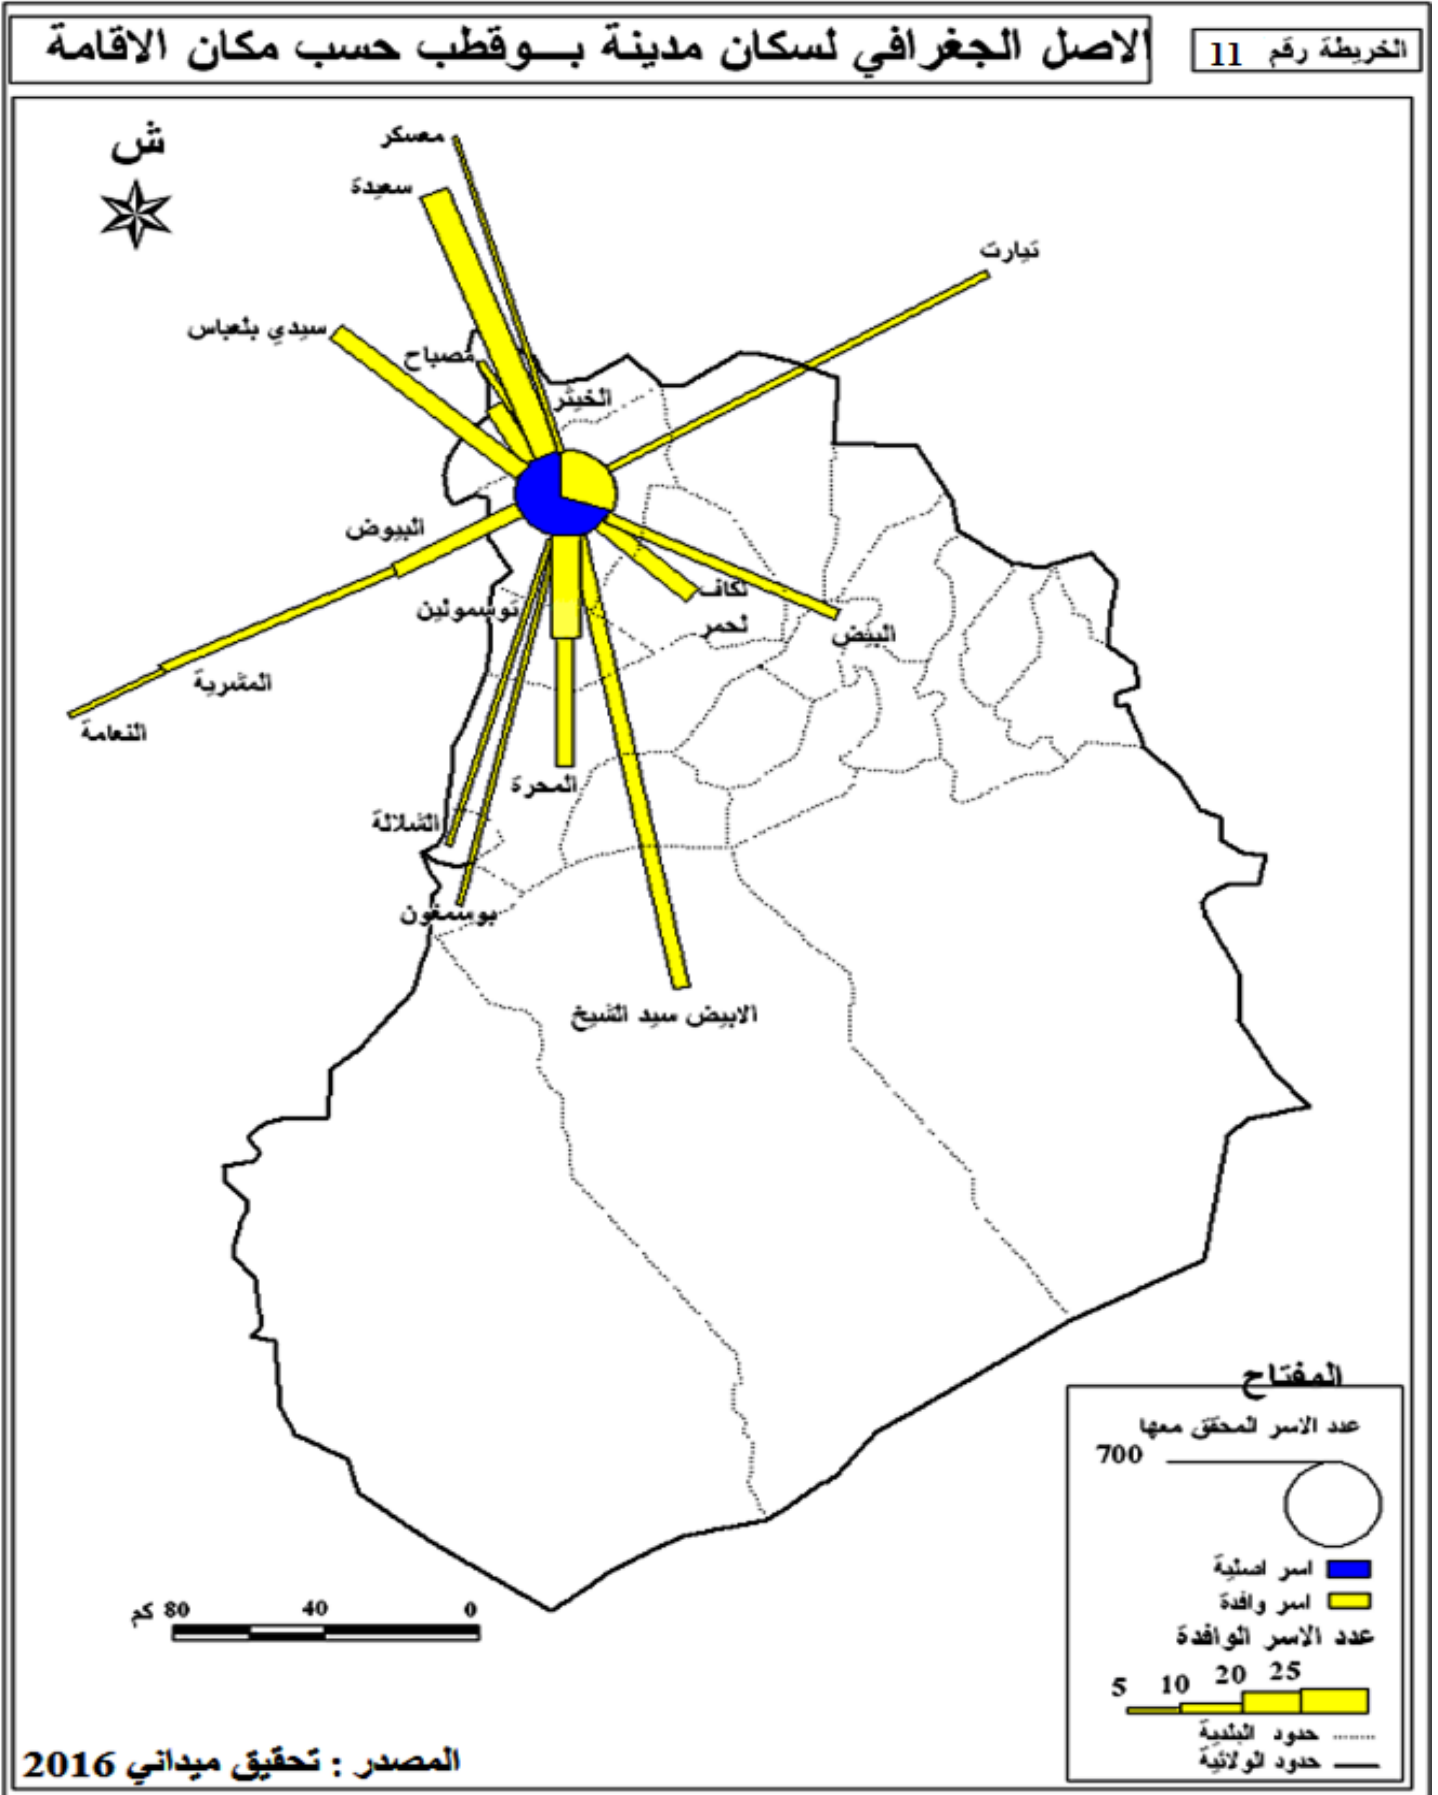 الخريطة رقم 11
الاصل الجغرافي لسكان مدينة بـــوقطب حسب مكان الاقامة
ش
معسكر
سعيدة
تيارت
سيدي بلعباس
مصباح
الخيثر
البيوض
لكاف
لحمر
البيض
توسمولين
المشرية
النعامة
المحرة
الشلالة
بوسمغون
الابيض سيد الشيخ
المفتاح
عدد الاسر المحقق معها
700
اسر اصلية
اسر وافدة
عدد الاسر الوافدة
5 10 20 25
حدود البلدية
حدود الولائية
كم 80 40 0
المصدر : تحقيق ميداني 2016